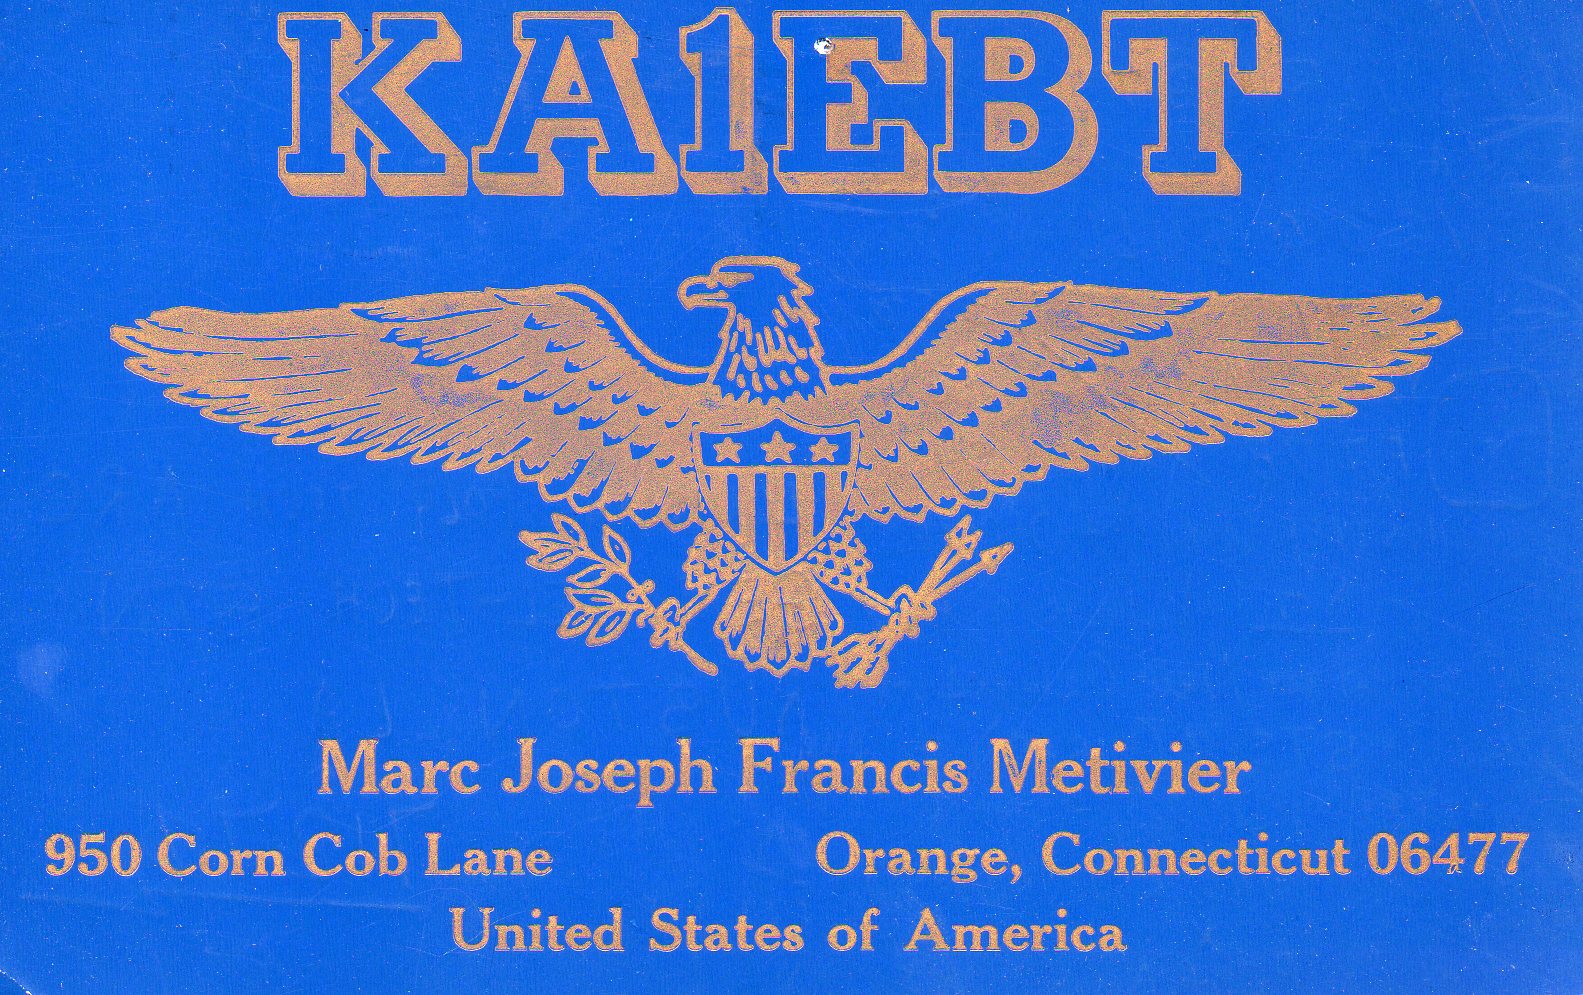 KA1EBT
Marc Joseph Francis Metivier
950 Corn Cob Lane Orange, Connecticut 06477
United States of America